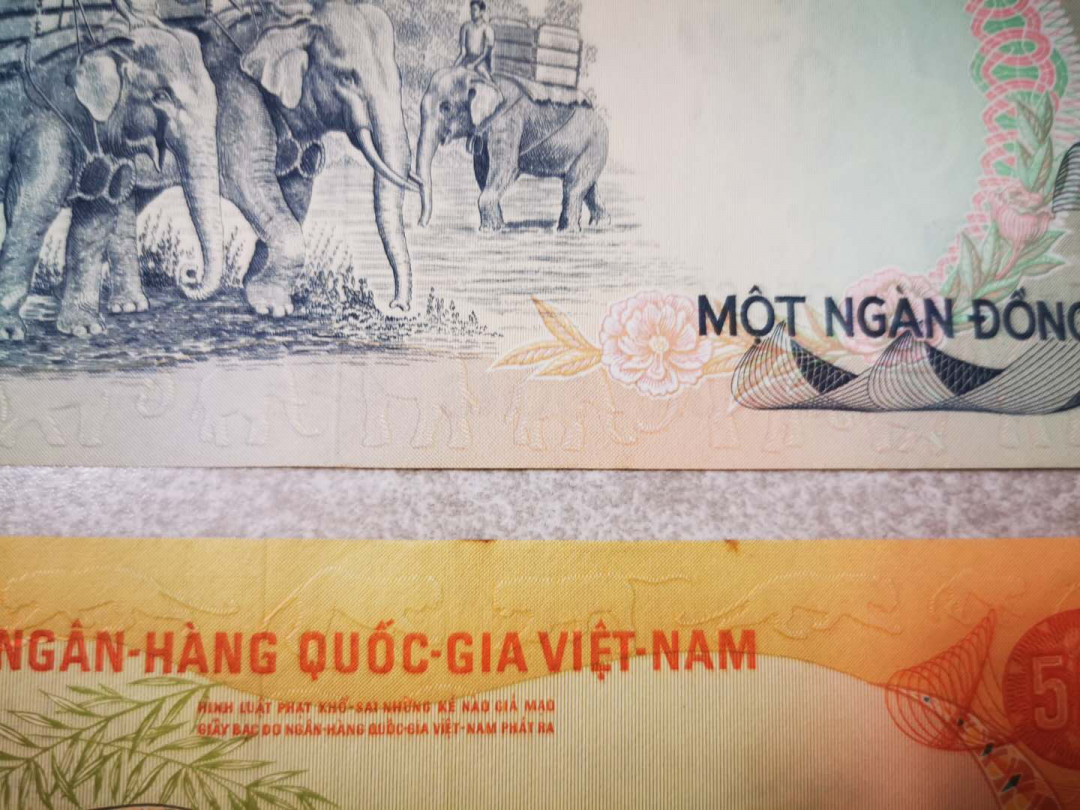 MỘT NGÀN ĐỒNG
NGÂN-HÀNG QUỐC-GIA VIỆT-NAM
HÌNH LUẬT PHẠT KHỔ-SAI NHỮNG KẺ NÀO GIẢ MẠO
GIẤY BẠC DO NGÂN-HÀNG QUỐC-GIA VIỆT-NAM PHÁT RA
5